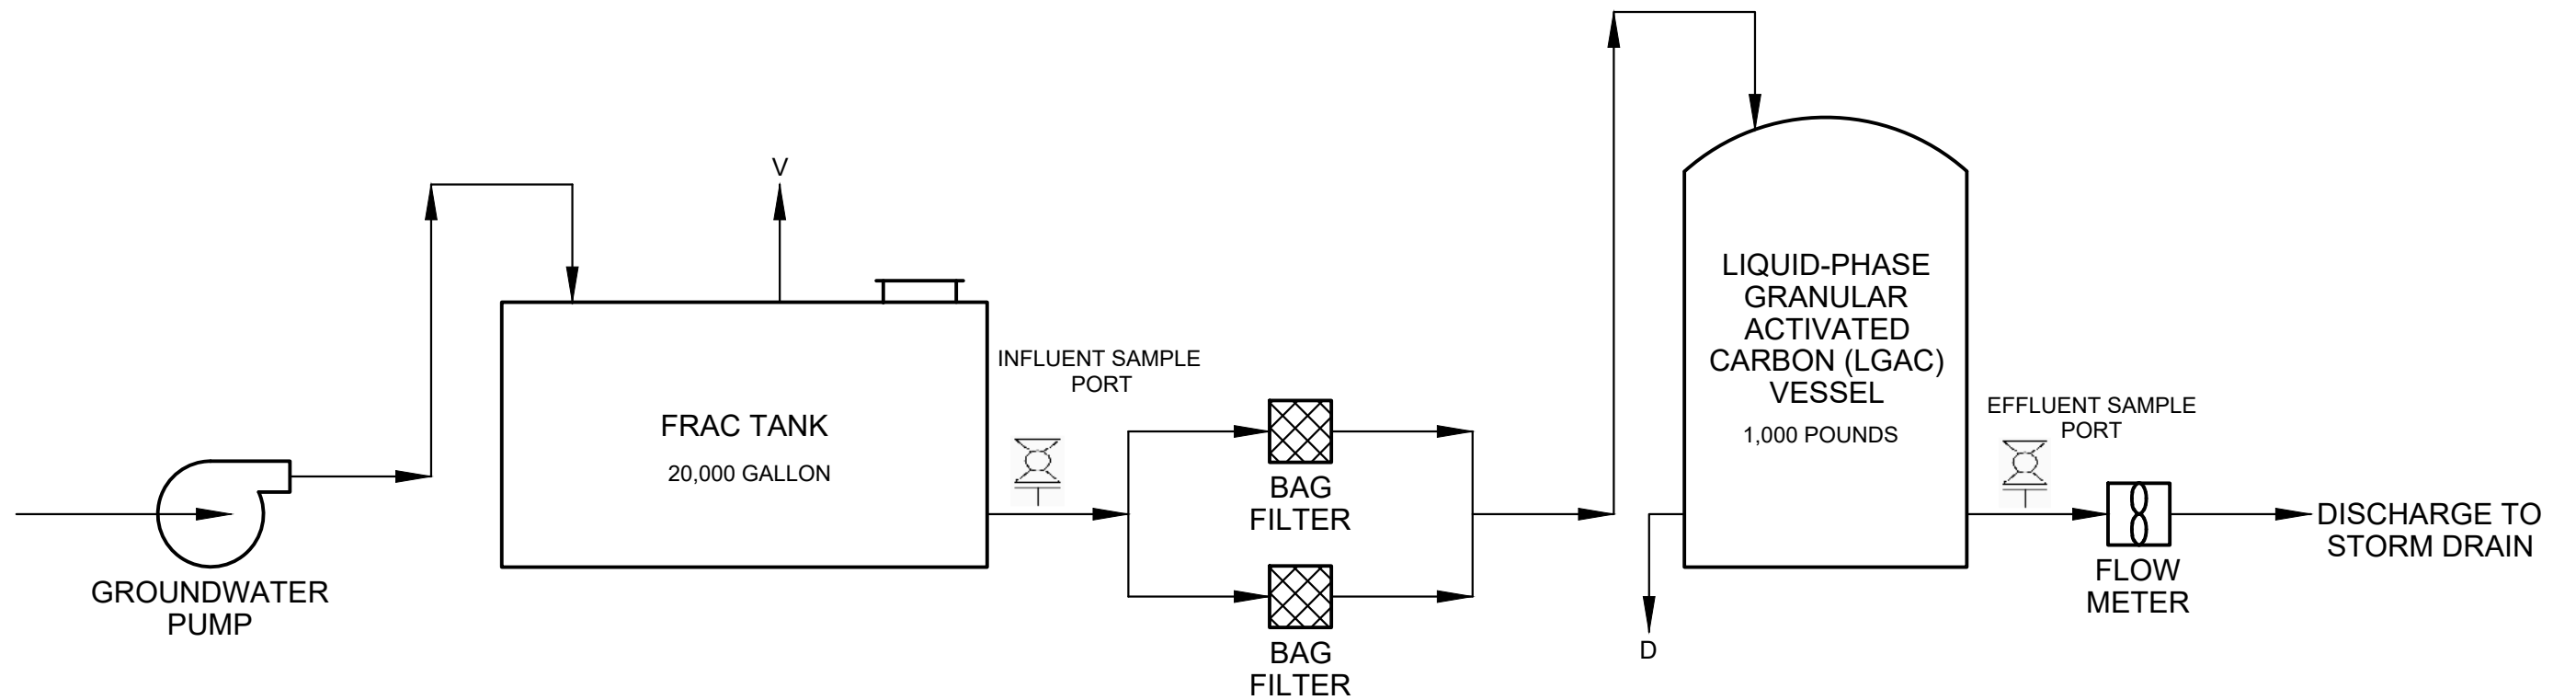 GROUNDWATER
PUMP
V
FRAC TANK
20,000 GALLON
INFLUENT SAMPLE
PORT
BAG
FILTER
BAG
FILTER
LIQUID-PHASE
GRANULAR
ACTIVATED
CARBON (LGAC)
VESSEL
1,000 POUNDS
D
EFFLUENT SAMPLE
PORT
FLOW
METER
DISCHARGE TO
STORM DRAIN